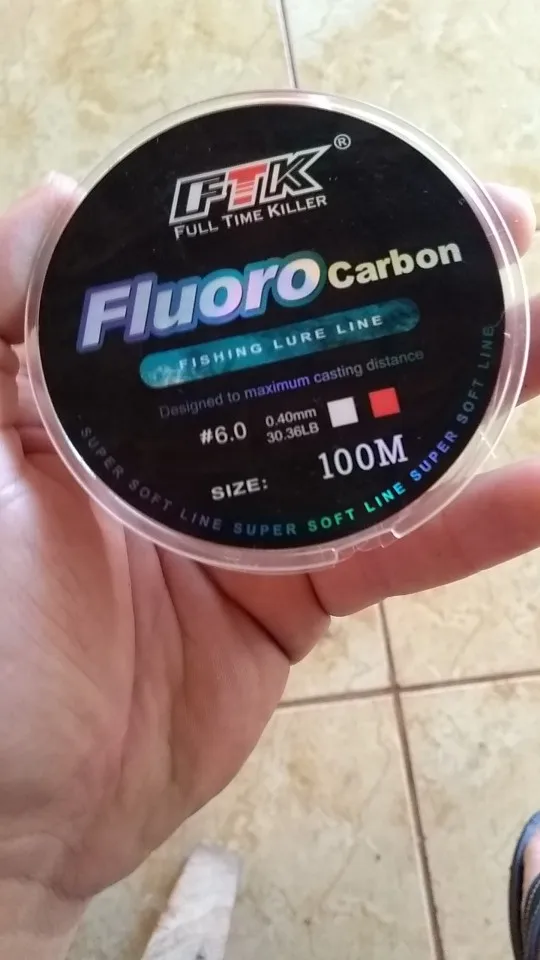 FTK®
FULL TIME KILLER
Fluoro Carbon
FISHING LURE LINE
Designed to maximum casting distance
#6.0 0.40mm
30.36LB
SIZE: 100M
SUPER SOFT LINE SUPER SOFT LINE SUPER SOFT LINE